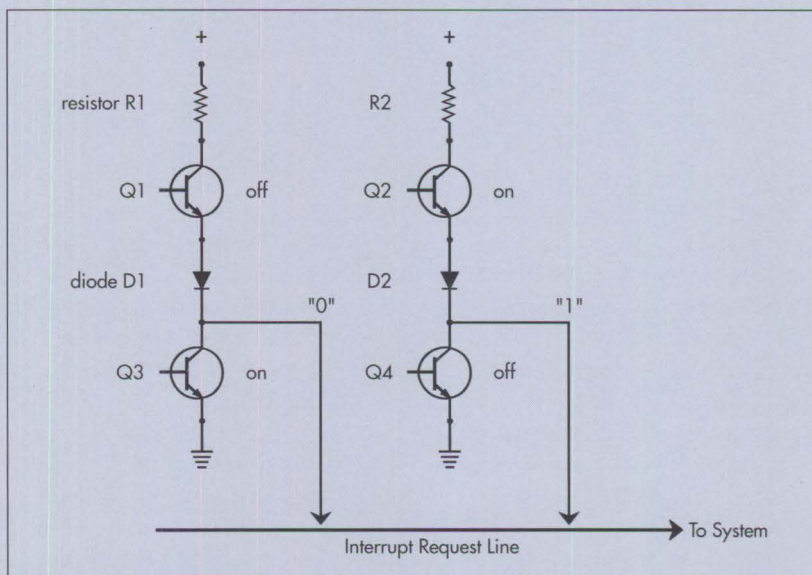 + +
resistor R1 R2
Q1 off Q2 on
diode D1 D2
"0" "1"
Q3 on Q4 off
To System
Interrupt Request Line